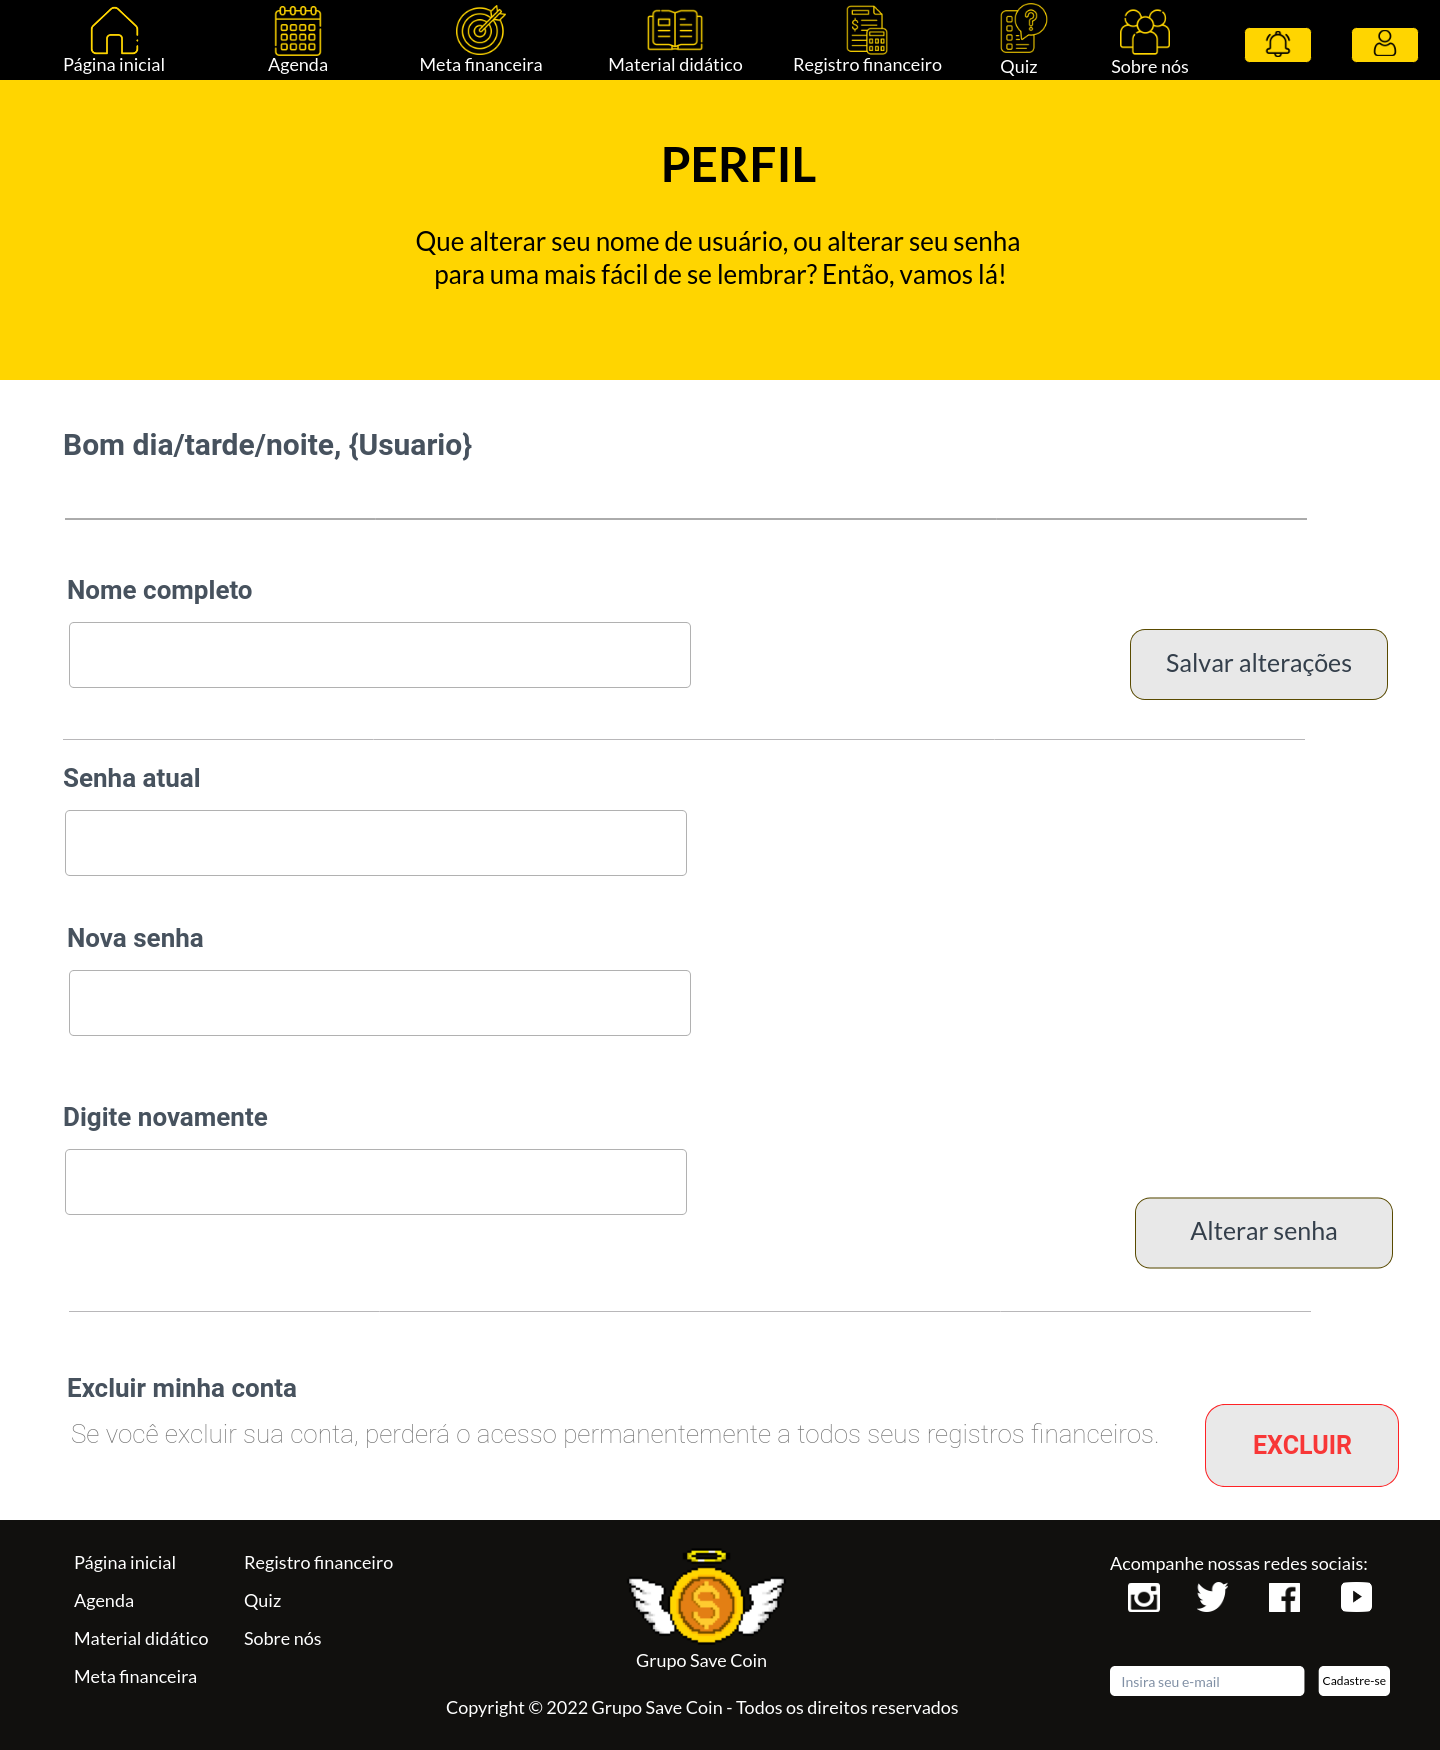 Página inicial
Agenda
Meta financeira
Material didático
Registro financeiro
Quiz
Sobre nós
PERFIL
Que alterar seu nome de usuário, ou alterar seu senha
para uma mais fácil de se lembrar? Então, vamos lá!
Bom dia/tarde/noite, {Usuario}
Nome completo
Salvar alterações
Senha atual
Nova senha
Digite novamente
Alterar senha
Excluir minha conta
Se você excluir sua conta, perderá o acesso permanentemente a todos seus registros financeiros.
EXCLUIR
Página inicial
Agenda
Material didático
Meta financeira
Registro financeiro
Quiz
Sobre nós
Grupo Save Coin
Copyright © 2022 Grupo Save Coin - Todos os direitos reservados
Acompanhe nossas redes sociais:
Insira seu e-mail
Cadastre-se